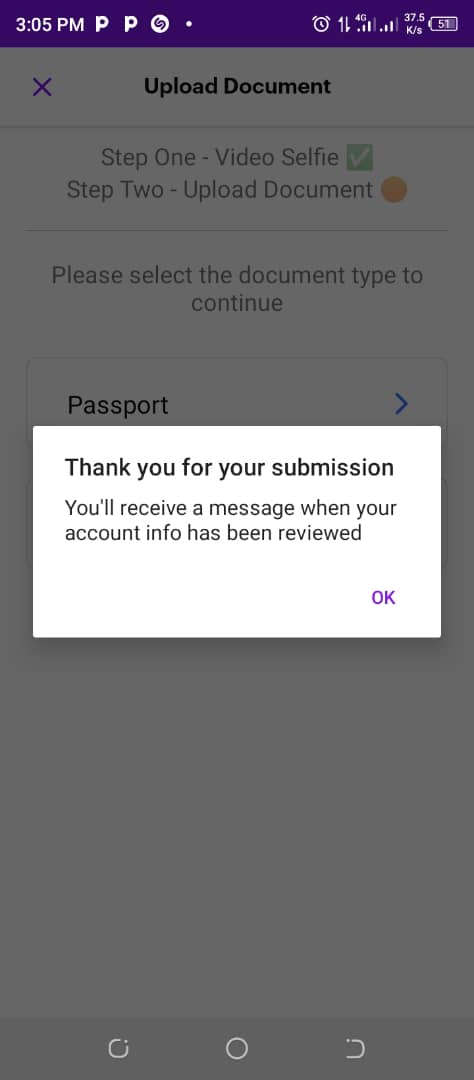 3:05 PM P P 4G 37.5 51
K/s
Upload Document
Step One - Video Selfie ✅
Step Two - Upload Document 🟠
Please select the document type to
continue
Passport
Thank you for your submission
You'll receive a message when your
account info has been reviewed
OK